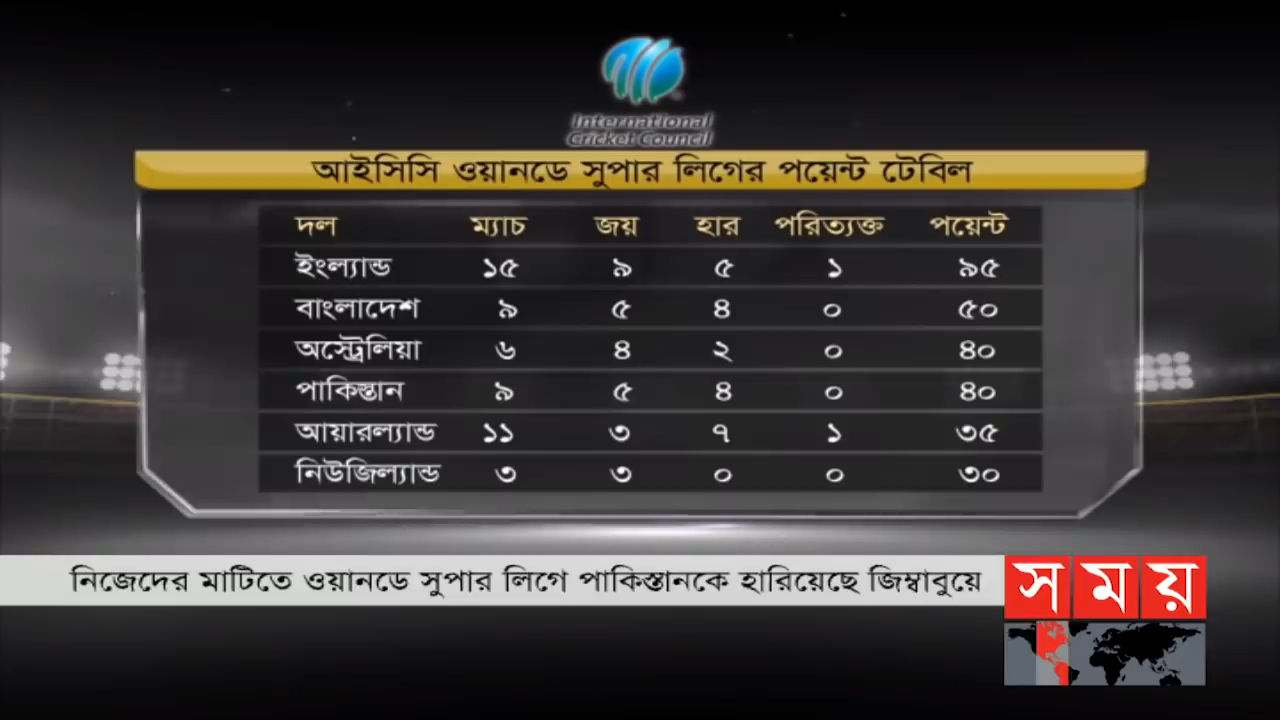 International
Cricket Council
আইসিসি ওয়ানডে সুপার লিগের পয়েন্ট টেবিল
দল ম্যাচ জয় হার পরিত্যক্ত পয়েন্ট
ইংল্যান্ড ১৫ ৯ ৫ ১ ৯৫
বাংলাদেশ ৯ ৫ ৪ ০ ৫০
অস্ট্রেলিয়া ৬ ৪ ২ ০ ৪০
পাকিস্তান ৯ ৫ ৪ ০ ৪০
আয়ারল্যান্ড ১১ ৩ ৭ ১ ৩৫
নিউজিল্যান্ড ৩ ৩ ০ ০ ৩০
নিজেদের মাটিতে ওয়ানডে সুপার লিগে পাকিস্তানকে হারিয়েছে জিম্বাবুয়ে
সময়